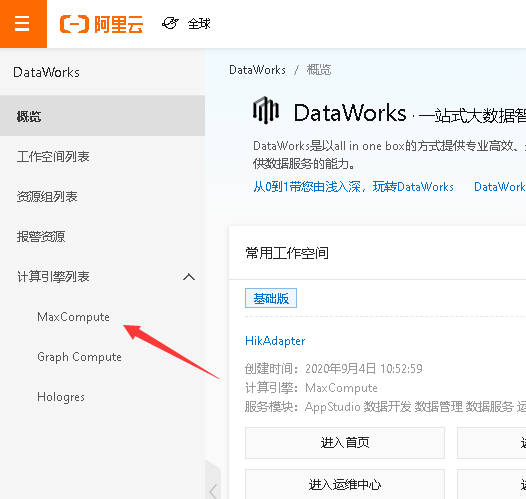 阿里云 全球
DataWorks
概览
工作空间列表
资源组列表
报警资源
计算引擎列表
MaxCompute
Graph Compute
Hologres
DataWorks / 概览
DataWorks · 一站式大数据智
DataWorks是以all in one box的方式提供专业高效、
供数据服务的能力。
从0到1带您由浅入深，玩转DataWorks DataWork
常用工作空间
基础版
HikAdapter
创建时间：2020年9月4日 10:52:59
计算引擎：MaxCompute
服务模块：AppStudio 数据开发 数据管理 数据服务 运
进入首页
进入运维中心